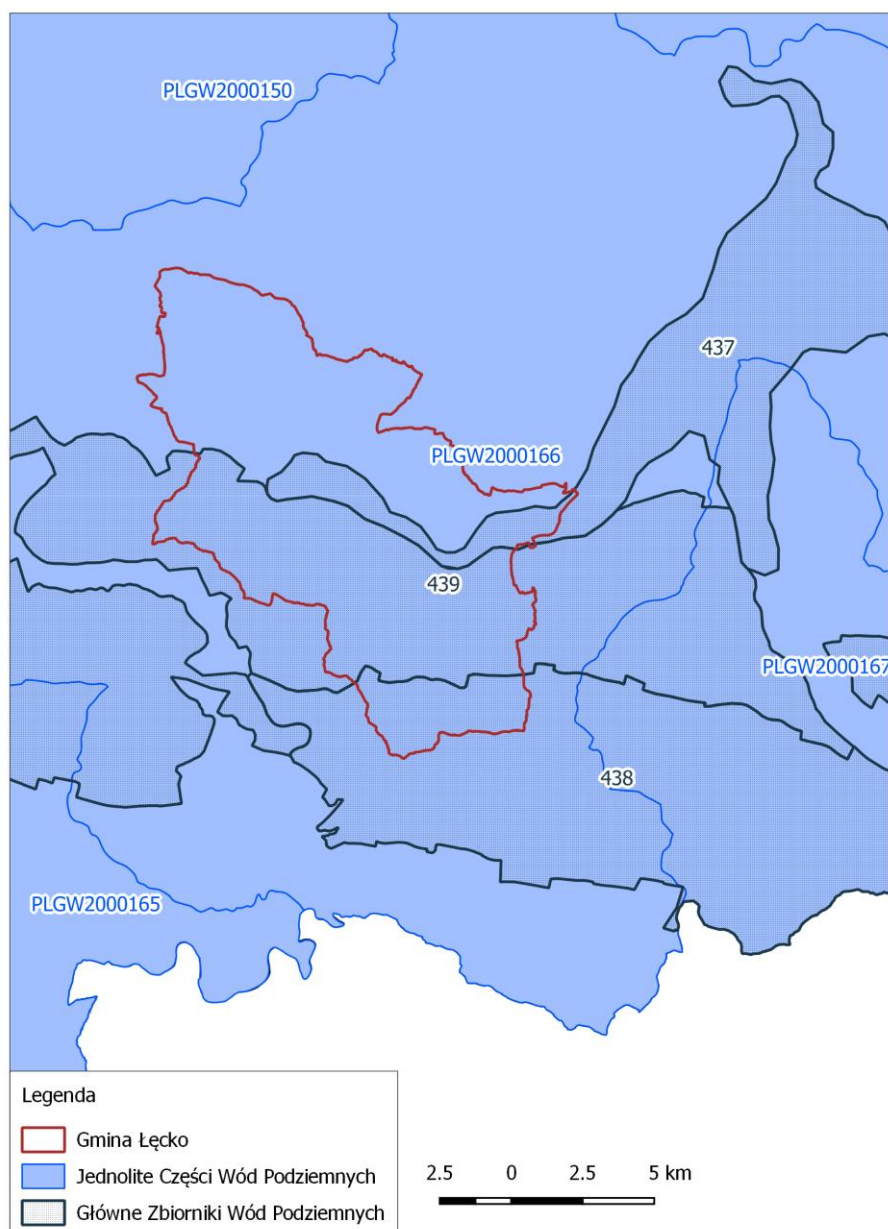 PLGW2000150
437
PLGW2000166
439
PLGW2000167
438
PLGW2000165
Legenda
Gmina Łęcko
Jednolite Części Wód Podziemnych
Główne Zbiorniki Wód Podziemnych
2.5 0 2.5 5 km